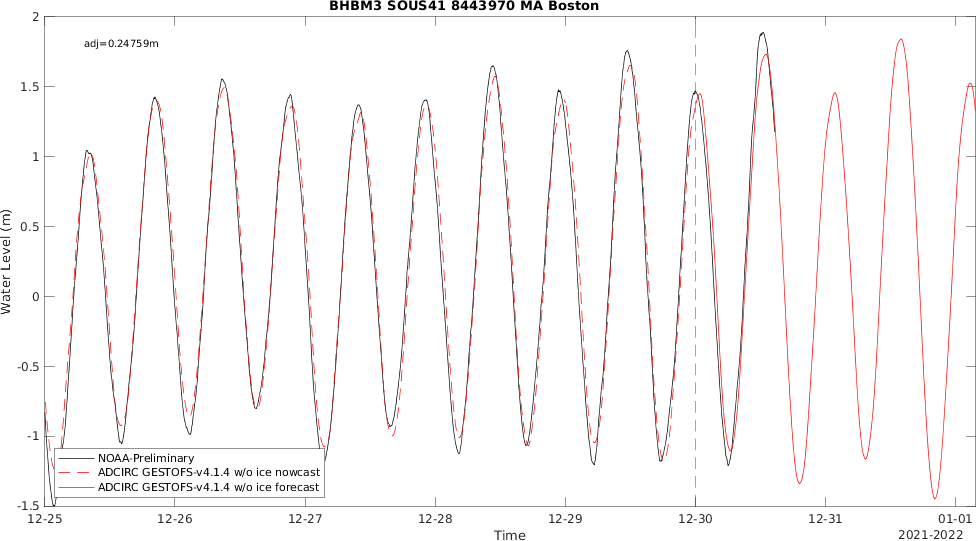 BHBM3 SOUS41 8443970 MA Boston
adj=0.24759m
2
1.5
1
0.5
0
-0.5
-1
-1.5
Water Level (m)
NOAA-Preliminary
ADCIRC GESTOFS-v4.1.4 w/o ice nowcast
ADCIRC GESTOFS-v4.1.4 w/o ice forecast
12-25 12-26 12-27 12-28 12-29 12-30 12-31 01-01
Time
2021-2022